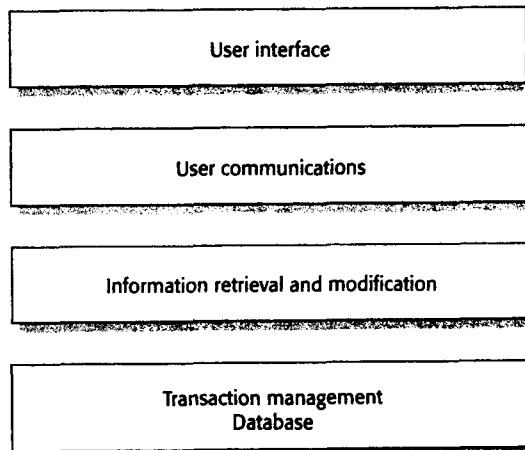 User interface
User communications
Information retrieval and modification
Transaction management
Database